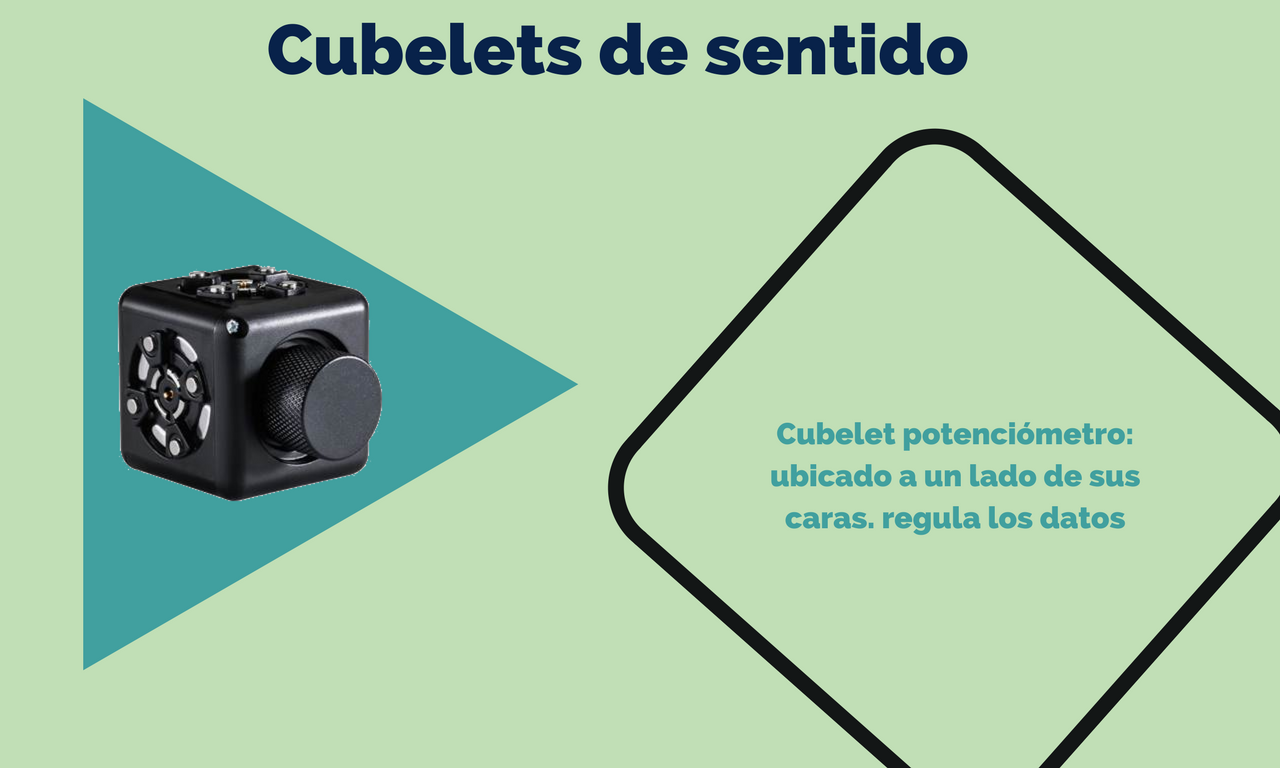 Cubelets de sentido
Cubelet potenciómetro:
ubicado a un lado de sus
caras. regula los datos